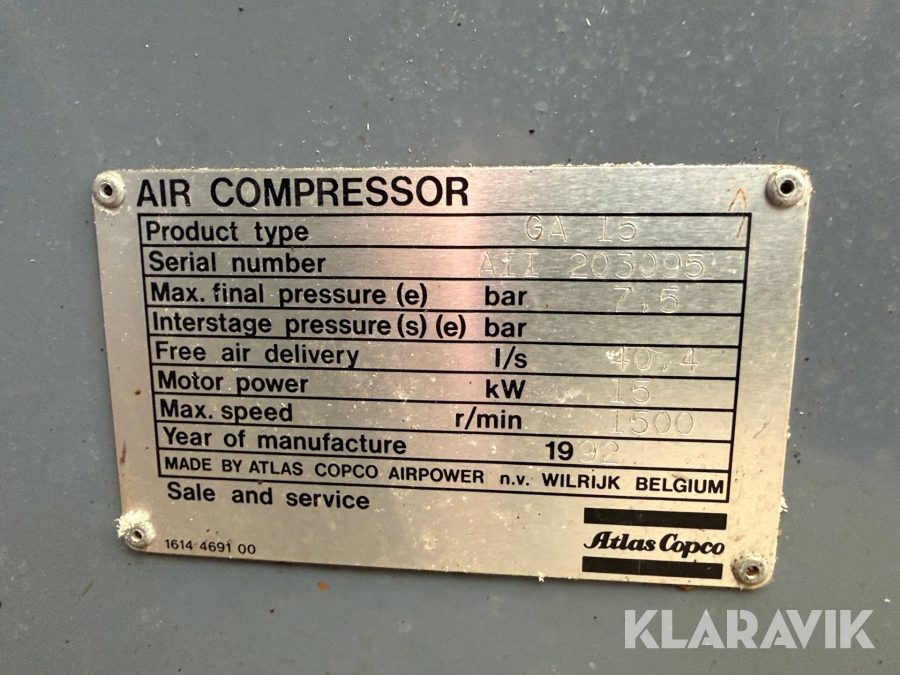 AIR COMPRESSOR
Product type GA 15
Serial number AII 203095
Max. final pressure (e) bar 7,5
Interstage pressure (s) (e) bar
Free air delivery l/s 40,4
Motor power kW 15
Max. speed r/min 1500
Year of manufacture 1992
MADE BY ATLAS COPCO AIRPOWER n.v. WILRIJK BELGIUM
Sale and service
Atlas Copco
1614 4691 00
KLARAVIK